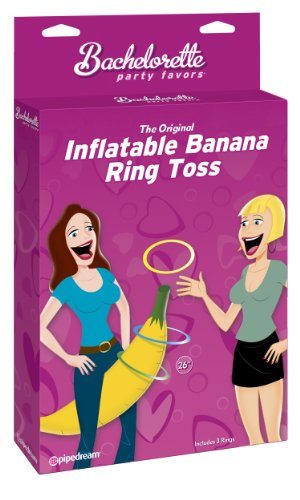 Bachelorette
party favors
The Original
Inflatable Banana
Ring Toss
26"
Includes 3 Rings
pipedream